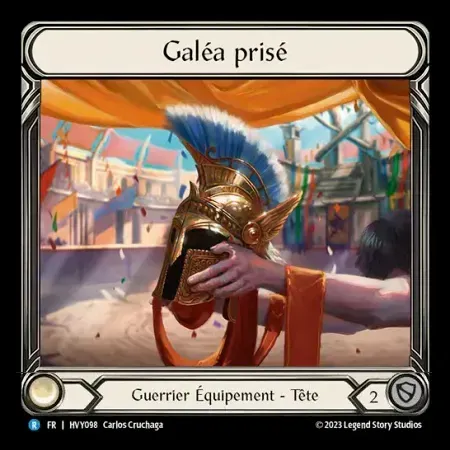 Galéa prisé
Guerrier Équipement - Tête
2
R FR | HVY098 Carlos Cruchaga
©2023 Legend Story Studios